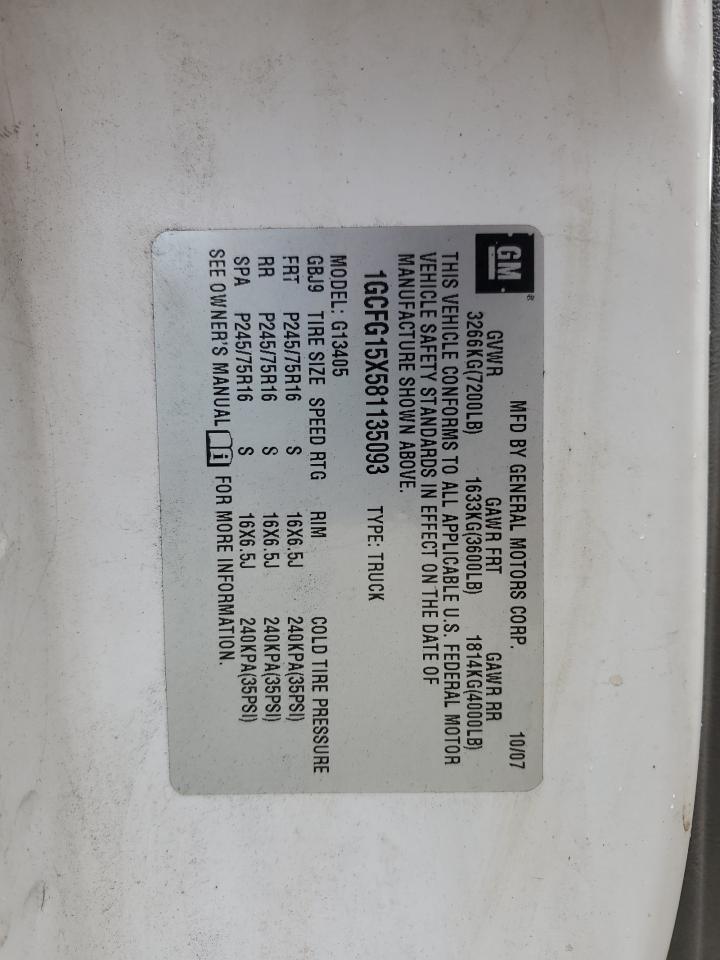 GM® MFD BY GENERAL MOTORS CORP. 10/07
GVWR GAWR FRT GAWR RR
3266KG(7200LB) 1633KG(3600LB) 1814KG(4000LB)
THIS VEHICLE CONFORMS TO ALL APPLICABLE U.S. FEDERAL MOTOR
VEHICLE SAFETY STANDARDS IN EFFECT ON THE DATE OF
MANUFACTURE SHOWN ABOVE.
1GCFG15X581135093 TYPE: TRUCK
MODEL: G13405
GBJ9 TIRE SIZE SPEED RTG RIM COLD TIRE PRESSURE
FRT P245/75R16 S 16X6.5J 240KPA(35PSI)
RR P245/75R16 S 16X6.5J 240KPA(35PSI)
SPA P245/75R16 S 16X6.5J 240KPA(35PSI)
SEE OWNER'S MANUAL FOR MORE INFORMATION.